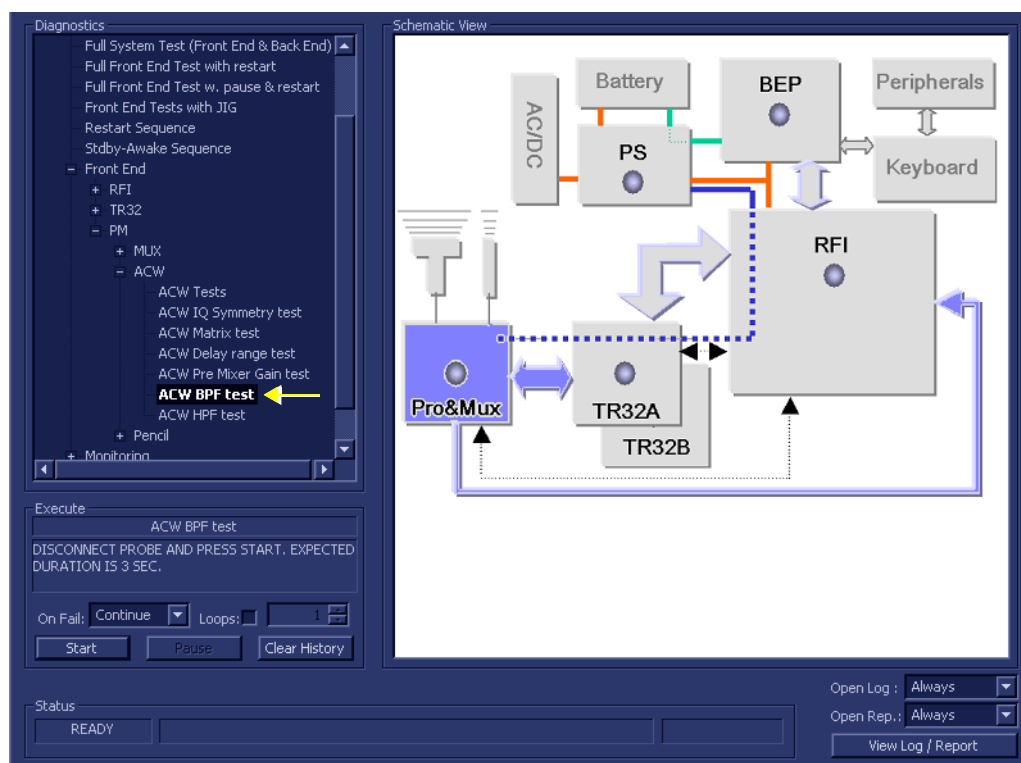 Diagnostics
Full System Test (Front End & Back End)
Full Front End Test with restart
Full Front End Test w. pause & restart
Front End Tests with JIG
Restart Sequence
Stdby-Awake Sequence
Front End
RFI
TR32
PM
MUX
ACW
ACW Tests
ACW IQ Symmetry test
ACW Matrix test
ACW Delay range test
ACW Pre Mixer Gain test
ACW BPF test
ACW HPF test
Pencil
Monitoring
Execute
ACW BPF test
DISCONNECT PROBE AND PRESS START. EXPECTED
DURATION IS 3 SEC.
On Fail: Continue Loops: 1
Start Pause Clear History
Schematic View
AC/DC
Battery
BEP
Peripherals
PS
Keyboard
RFI
Pro&Mux
TR32A
TR32B
Status
READY
Open Log : Always
Open Rep.: Always
View Log / Report